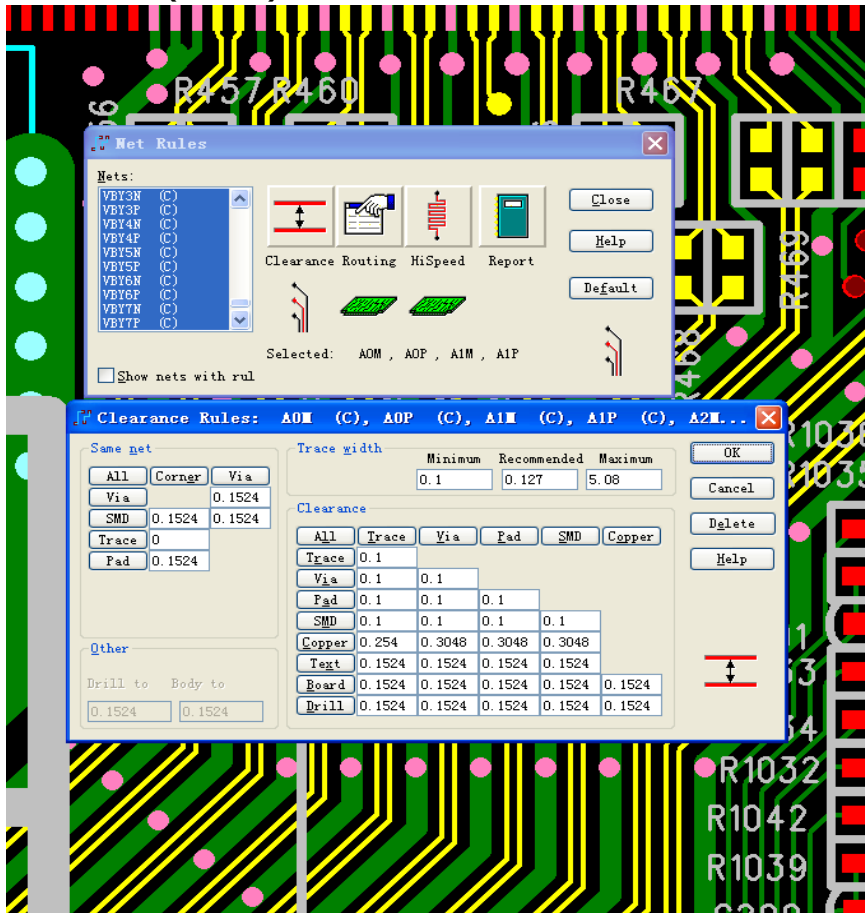 R457 R460 R467
Net Rules
Nets:
VBY3N (C)
VBY3P (C)
VBY4N (C)
VBY4P (C)
VBY5N (C)
VBY5P (C)
VBY6N (C)
VBY6P (C)
VBY7N (C)
VBY7P (C)
Clearance Routing HiSpeed Report
Close
Help
Default
Selected: A0M , A0P , A1M , A1P
Show nets with rul
R469
Clearance Rules: A0M (C), A0P (C), A1M (C), A1P (C), A2M...
Same net
All Corner Via
Via 0.1524
SMD 0.1524 0.1524
Trace 0
Pad 0.1524
Other
Drill to Body to
0.1524 0.1524
Trace width
Minimum Recommended Maximum
0.1 0.127 5.08
Clearance
All Trace Via Pad SMD Copper
Trace 0.1
Via 0.1 0.1
Pad 0.1 0.1 0.1
SMD 0.1 0.1 0.1 0.1
Copper 0.254 0.3048 0.3048 0.3048
Text 0.1524 0.1524 0.1524 0.1524
Board 0.1524 0.1524 0.1524 0.1524 0.1524
Drill 0.1524 0.1524 0.1524 0.1524 0.1524
OK
Cancel
Delete
Help
R1032
R1042
R1039